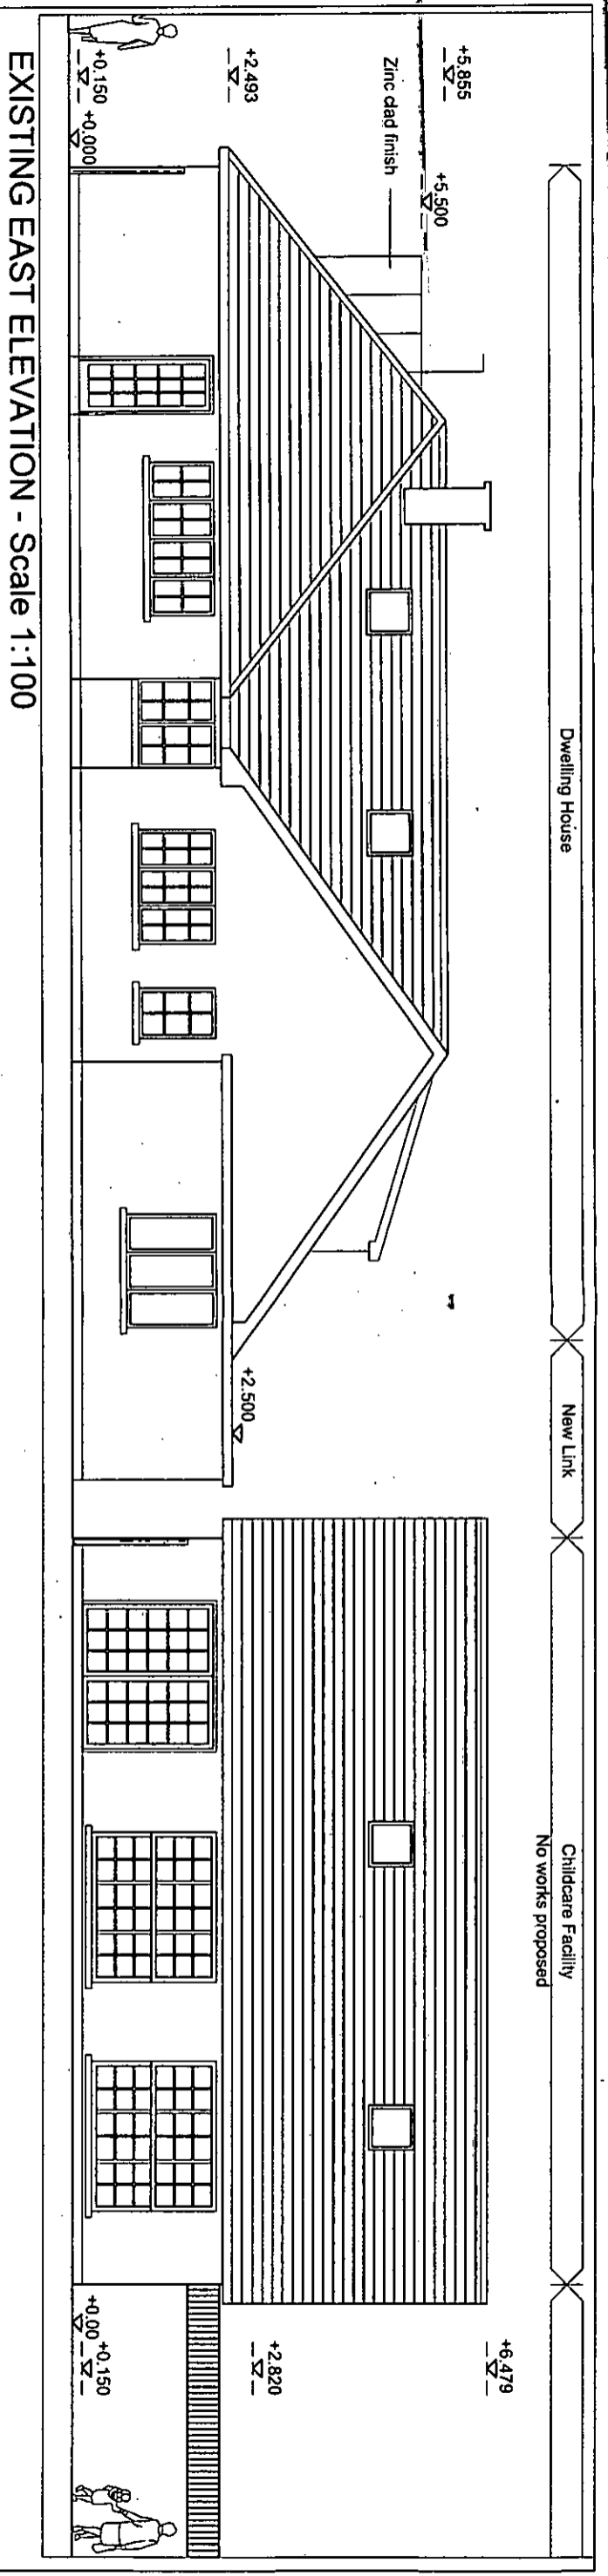 Dwelling House
New Link
Childcare Facility
No works proposed
+5.855
+5.500
Zinc clad finish
+2.493
+0.150
+0.000
+2.500
+6.479
+2.820
+0.150
+0.00
EXISTING EAST ELEVATION - Scale 1:100